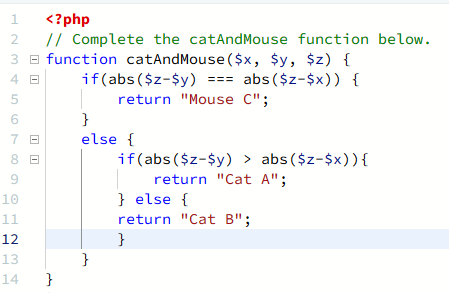 1 <?php
2 // Complete the catAndMouse function below.
3 function catAndMouse($x, $y, $z) {
4     if(abs($z-$y) === abs($z-$x)) {
5         return "Mouse C";
6     }
7     else {
8         if(abs($z-$y) > abs($z-$x)){
9             return "Cat A";
10         } else {
11         return "Cat B";
12         }
13     }
14 }